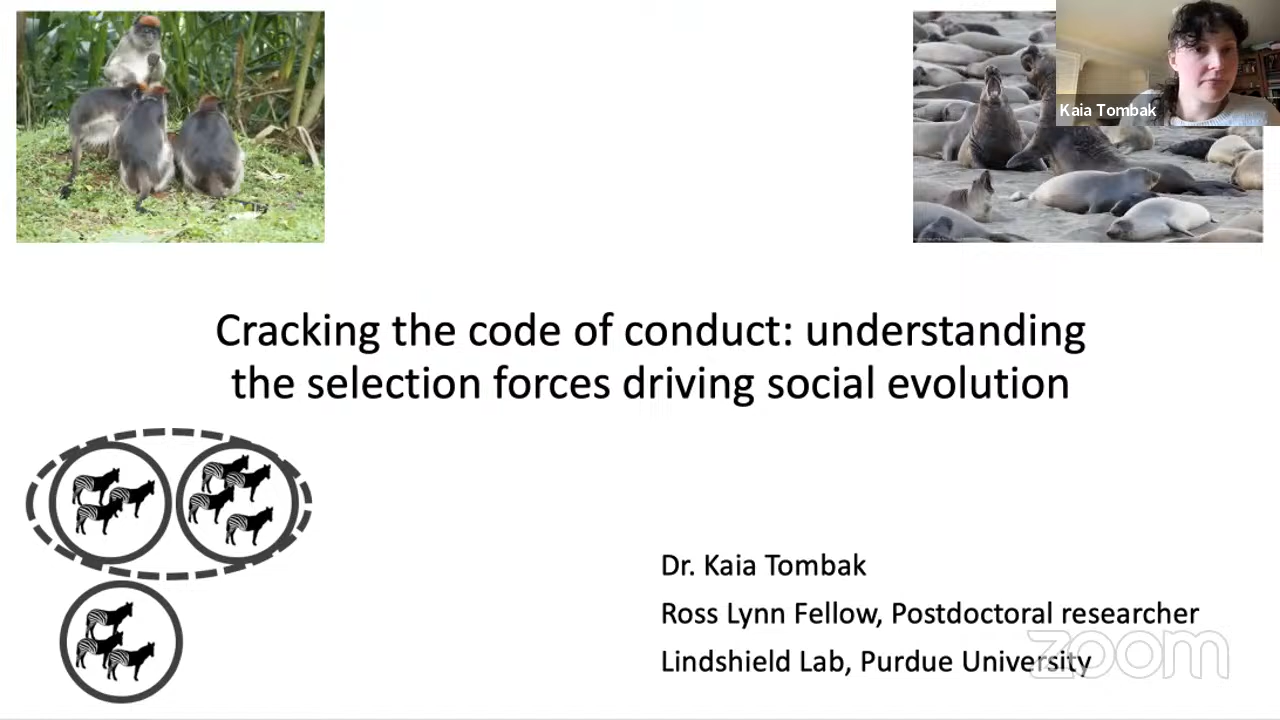 Kaia Tombak
Cracking the code of conduct: understanding
the selection forces driving social evolution
Dr. Kaia Tombak
Ross Lynn Fellow, Postdoctoral researcher
Lindshield Lab, Purdue University
zoom